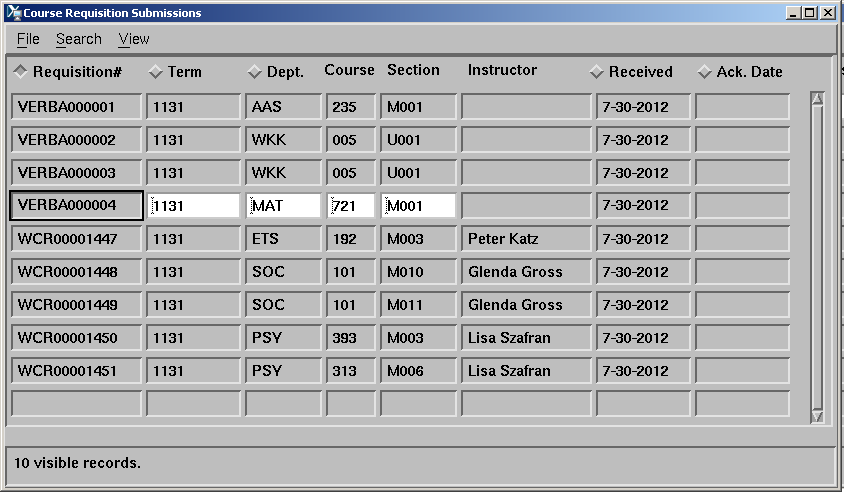 Course Requisition Submissions
File Search View
Requisition# Term Dept. Course Section Instructor Received Ack. Date
VERBA000001 1131 AAS 235 M001 7-30-2012
VERBA000002 1131 WKK 005 U001 7-30-2012
VERBA000003 1131 WKK 005 U001 7-30-2012
VERBA000004 1131 MAT 721 M001 7-30-2012
WCR00001447 1131 ETS 192 M003 Peter Katz 7-30-2012
WCR00001448 1131 SOC 101 M010 Glenda Gross 7-30-2012
WCR00001449 1131 SOC 101 M011 Glenda Gross 7-30-2012
WCR00001450 1131 PSY 393 M003 Lisa Szafran 7-30-2012
WCR00001451 1131 PSY 313 M006 Lisa Szafran 7-30-2012
10 visible records.